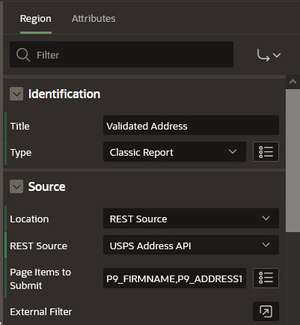 Region Attributes
Filter
Identification
Title Validated Address
Type Classic Report
Source
Location REST Source
REST Source USPS Address API
Page Items to Submit P9_FIRMNAME,P9_ADDRESS1
External Filter